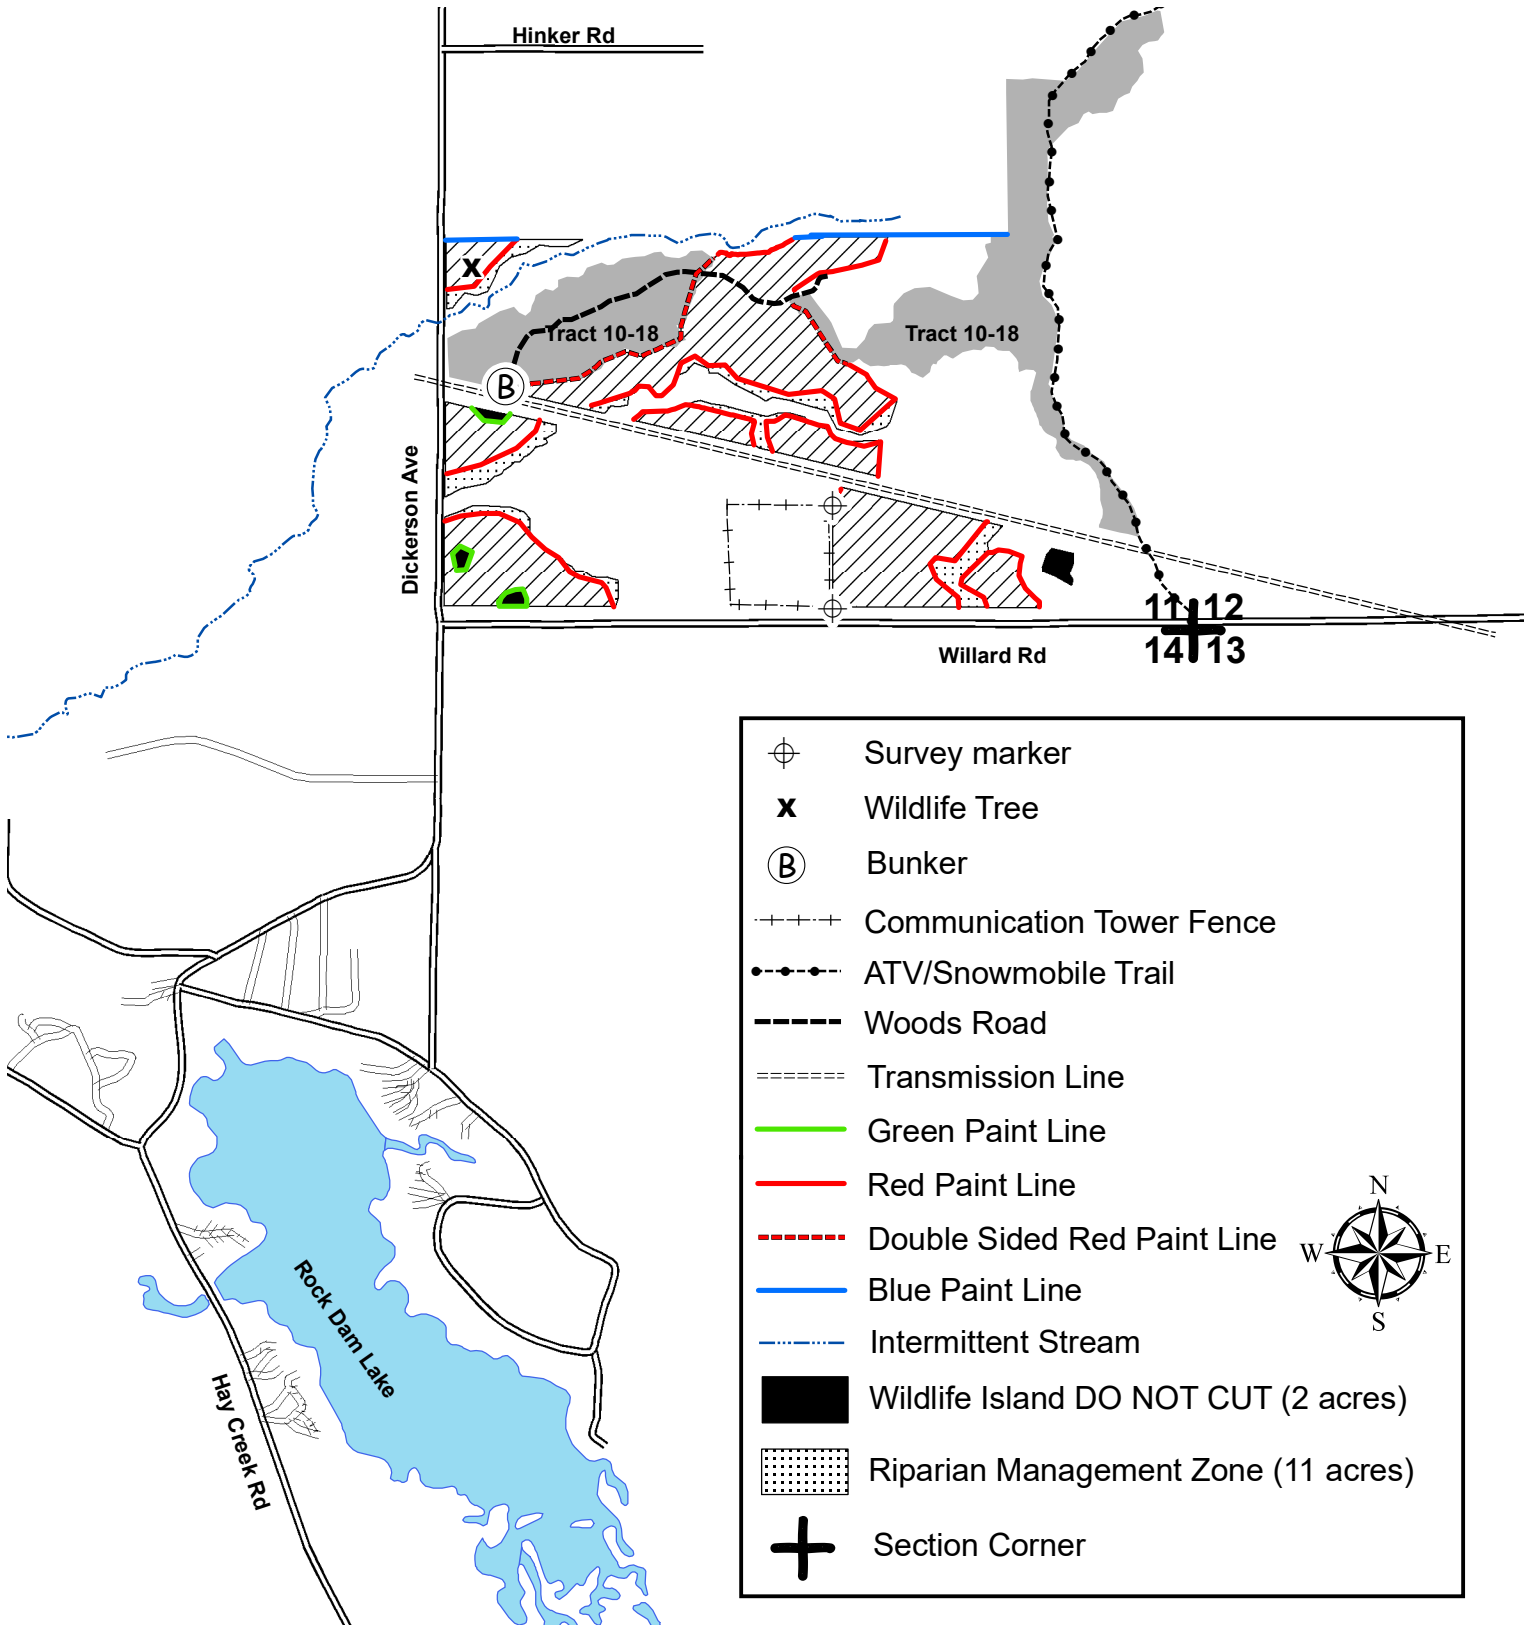 Hinker Rd
X
Tract 10-18
Tract 10-18
B
Dickerson Ave
11 12
14 13
Willard Rd
Survey marker
x Wildlife Tree
B Bunker
Communication Tower Fence
ATV/Snowmobile Trail
Woods Road
Transmission Line
Green Paint Line
Red Paint Line
Double Sided Red Paint Line
Blue Paint Line
Intermittent Stream
Wildlife Island DO NOT CUT (2 acres)
Riparian Management Zone (11 acres)
Section Corner
N
W E
S
Rock Dam Lake
Hay Creek Rd